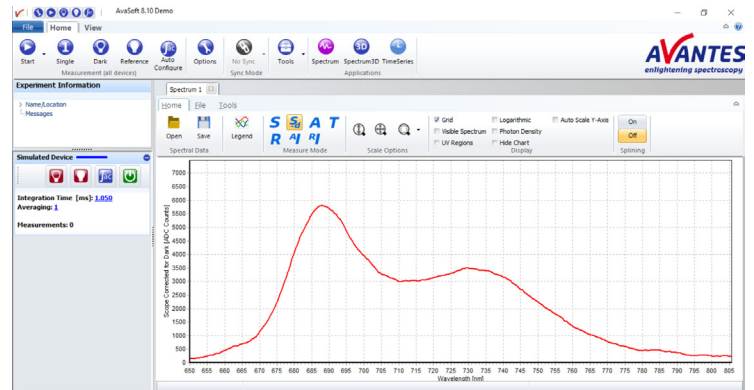 AvaSoft 8.10 Demo
File Home View
Start Single Dark Reference Auto Configure Options No Sync Tools Spectrum Spectrum3D TimeSeries
Measurement (all devices) Sync Mode Applications
AVANTES
enlightening spectroscopy
Experiment Information
Name/Location
Messages
Simulated Device
Integration Time [ms]: 1.050
Averaging: 1
Measurements: 0
Spectrum 1
Home File Tools
Open Save Legend
S Sd A T
R AI RI
Grid Logarithmic Auto Scale Y-Axis
Visible Spectrum Photon Density
UV Regions Hide Chart
On
Off
Spectral Data Measure Mode Scale Options Display Splining
Scope Corrected for Dark [ADC Counts]
7000
6500
6000
5500
5000
4500
4000
3500
3000
2500
2000
1500
1000
500
0
650 655 660 665 670 675 680 685 690 695 700 705 710 715 720 725 730 735 740 745 750 755 760 765 770 775 780 785 790 795 800 805
Wavelength [nm]